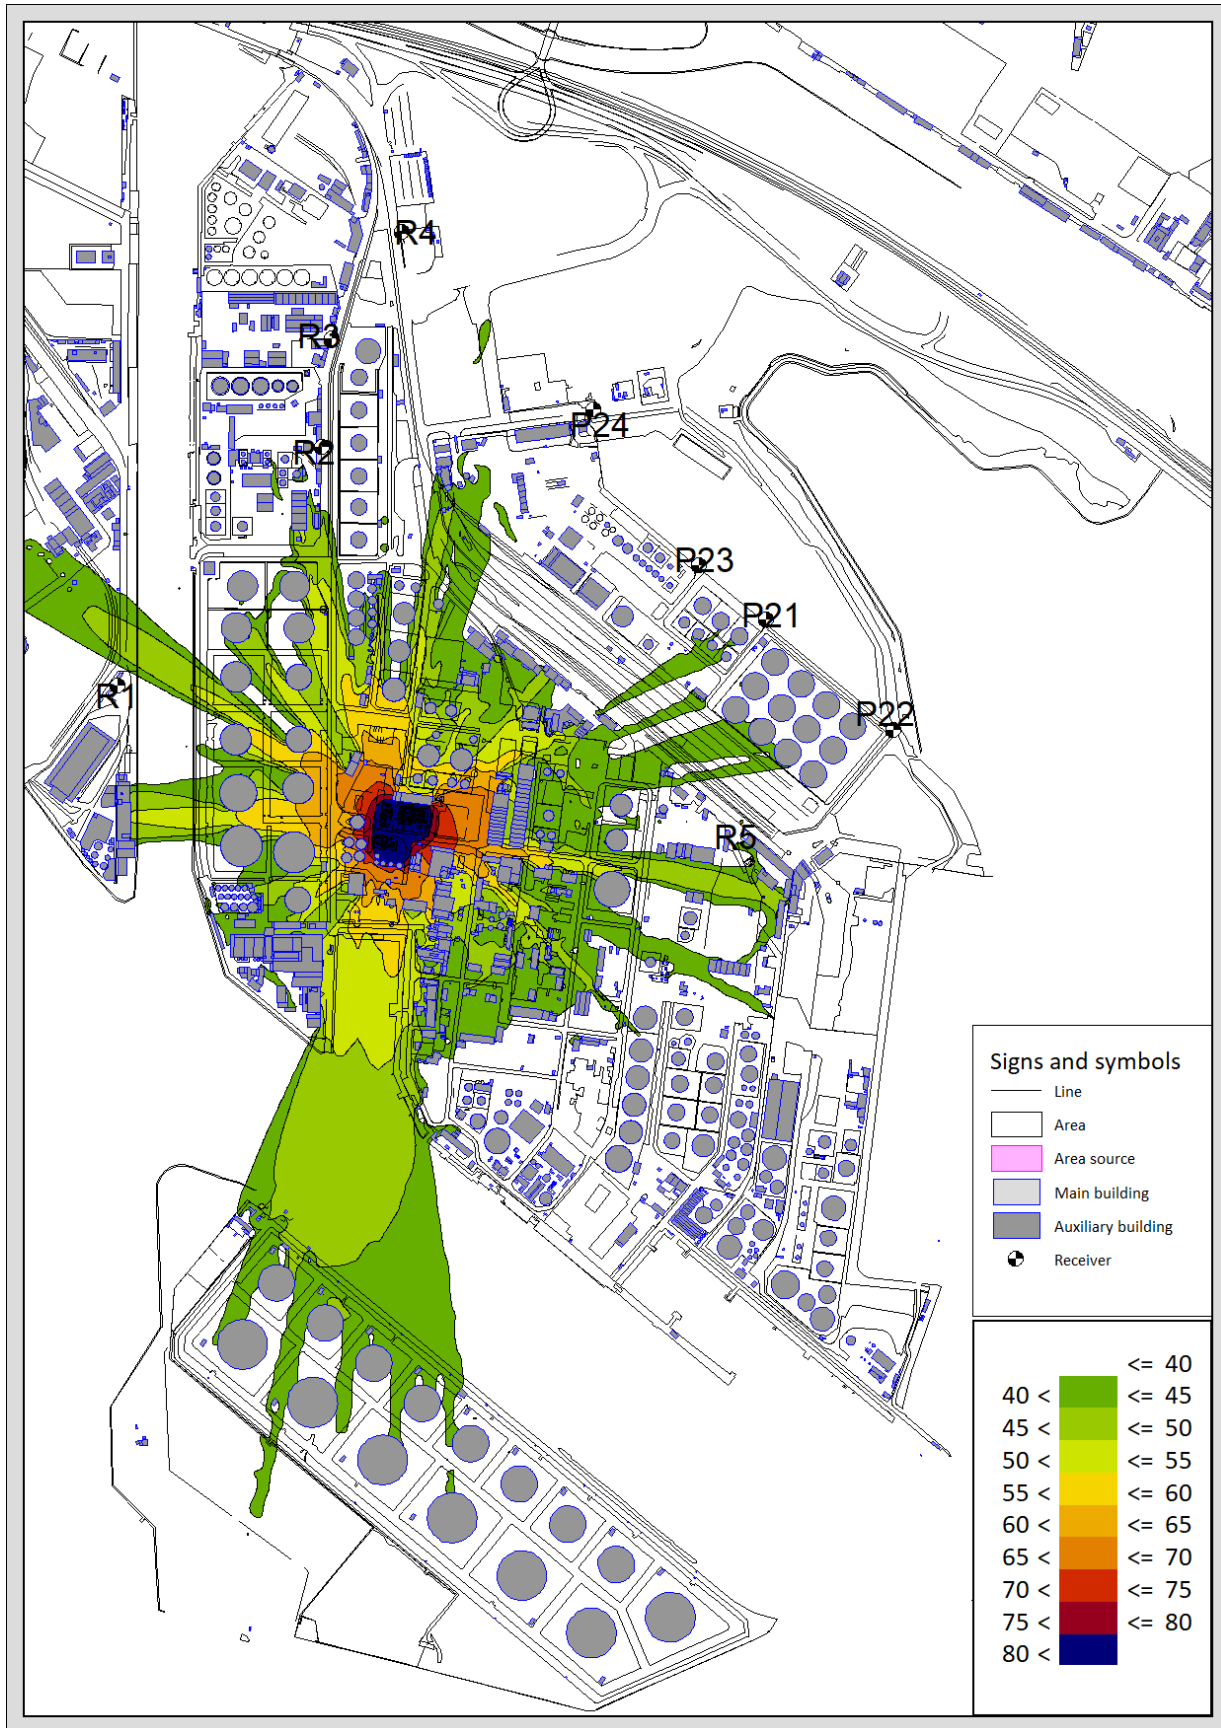 R4
R3
P24
R2
P23
P21
R1
P22
R5
Signs and symbols
Line
Area
Area source
Main building
Auxiliary building
Receiver
<= 40
40 < <= 45
45 < <= 50
50 < <= 55
55 < <= 60
60 < <= 65
65 < <= 70
70 < <= 75
75 < <= 80
80 <